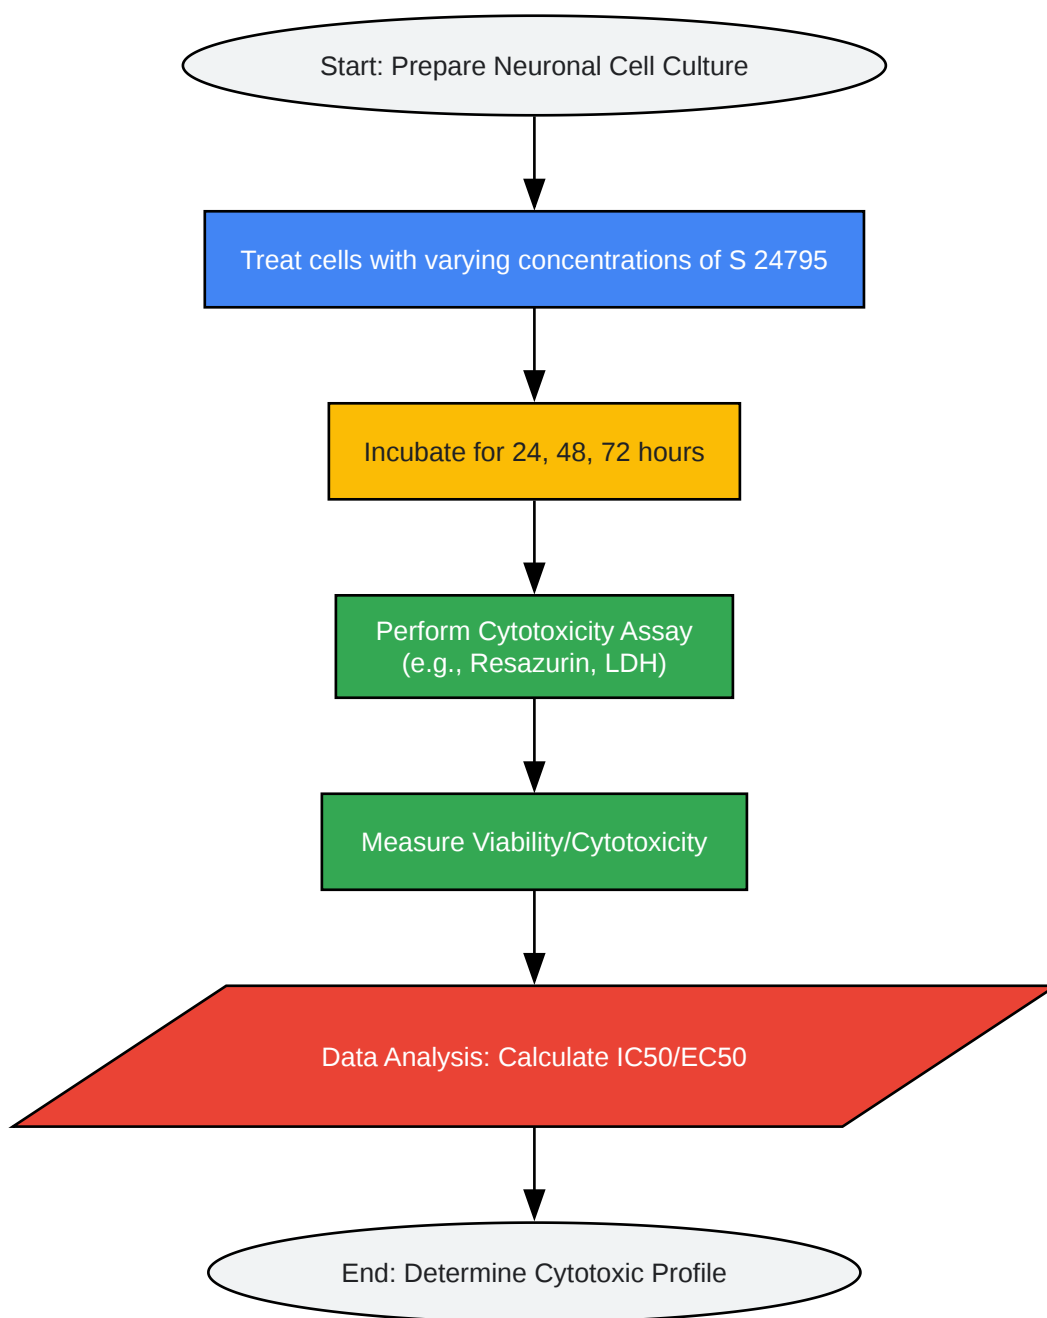 Start: Prepare Neuronal Cell Culture
Treat cells with varying concentrations of S 24795
Incubate for 24, 48, 72 hours
Perform Cytotoxicity Assay
(e.g., Resazurin, LDH)
Measure Viability/Cytotoxicity
Data Analysis: Calculate IC50/EC50
End: Determine Cytotoxic Profile